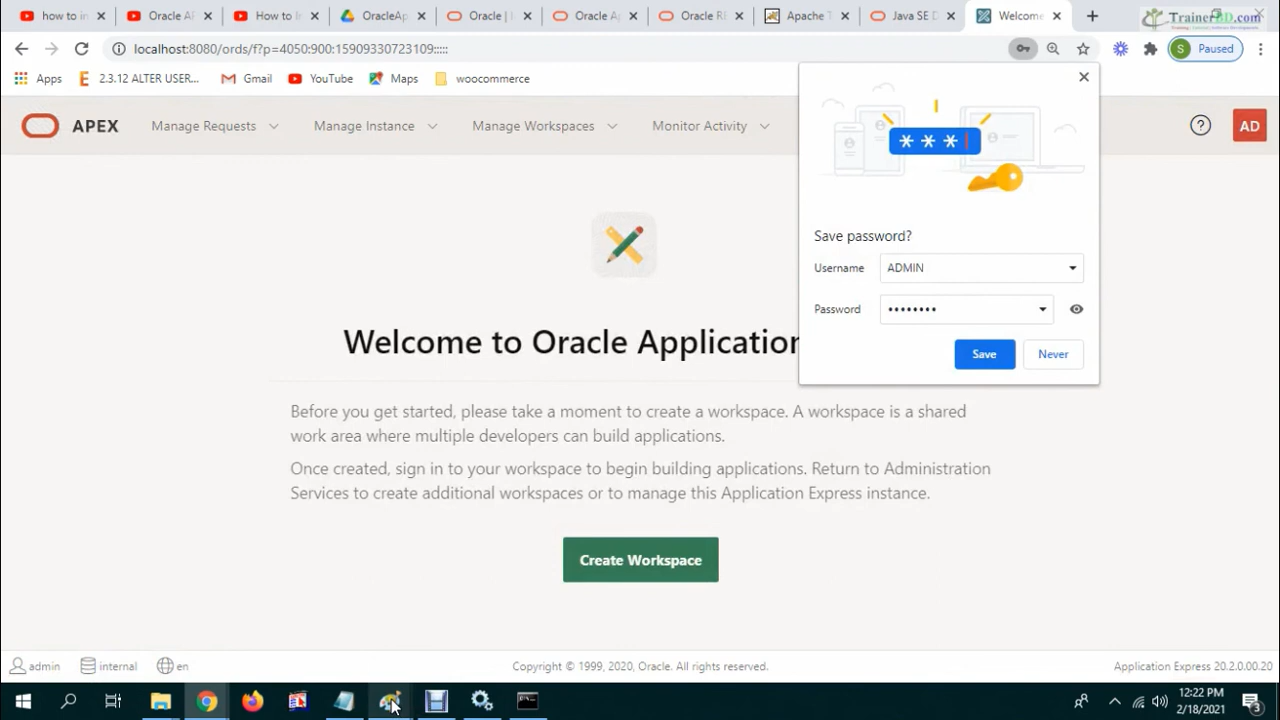 how to in
Oracle AI
How to I
OracleAp
Oracle |
Oracle Ap
Oracle RE
Apache T
Java SE D
Welcome
TrainerBD.com
localhost:8080/ords/f?p=4050:900:15909330723109:::::
S
Paused
Apps
2.3.12 ALTER USER...
Gmail
YouTube
Maps
woocommerce
APEX
Manage Requests
Manage Instance
Manage Workspaces
Monitor Activity
?
AD
* * *
Save password?
Username
ADMIN
Password
••••••••
Save
Never
Welcome to Oracle Application
Before you get started, please take a moment to create a workspace. A workspace is a shared
work area where multiple developers can build applications.
Once created, sign in to your workspace to begin building applications. Return to Administration
Services to create additional workspaces or to manage this Application Express instance.
Create Workspace
admin
internal
en
Copyright © 1999, 2020, Oracle. All rights reserved.
Application Express 20.2.0.00.20
12:22 PM
2/18/2021
3